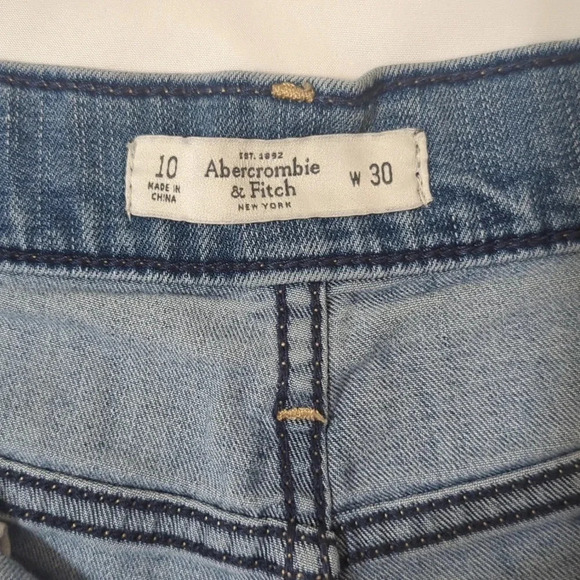 10
MADE IN
CHINA
EST. 1892
Abercrombie
& Fitch
NEW YORK
W 30